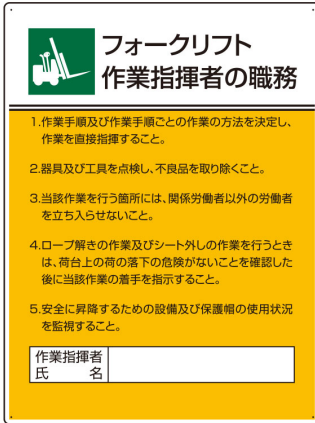 フォークリフト
作業指揮者の職務
1.作業手順及び作業手順ごとの作業の方法を決定し、
作業を直接指揮すること。
2.器具及び工具を点検し、不良品を取り除くこと。
3.当該作業を行う箇所には、関係労働者以外の労働者
を立ち入らせないこと。
4.ロープ解きの作業及びシート外しの作業を行うとき
は、荷台上の荷の落下の危険がないことを確認した
後に当該作業の着手を指示すること。
5.安全に昇降するための設備及び保護帽の使用状況
を監視すること。
作業指揮者
氏　名